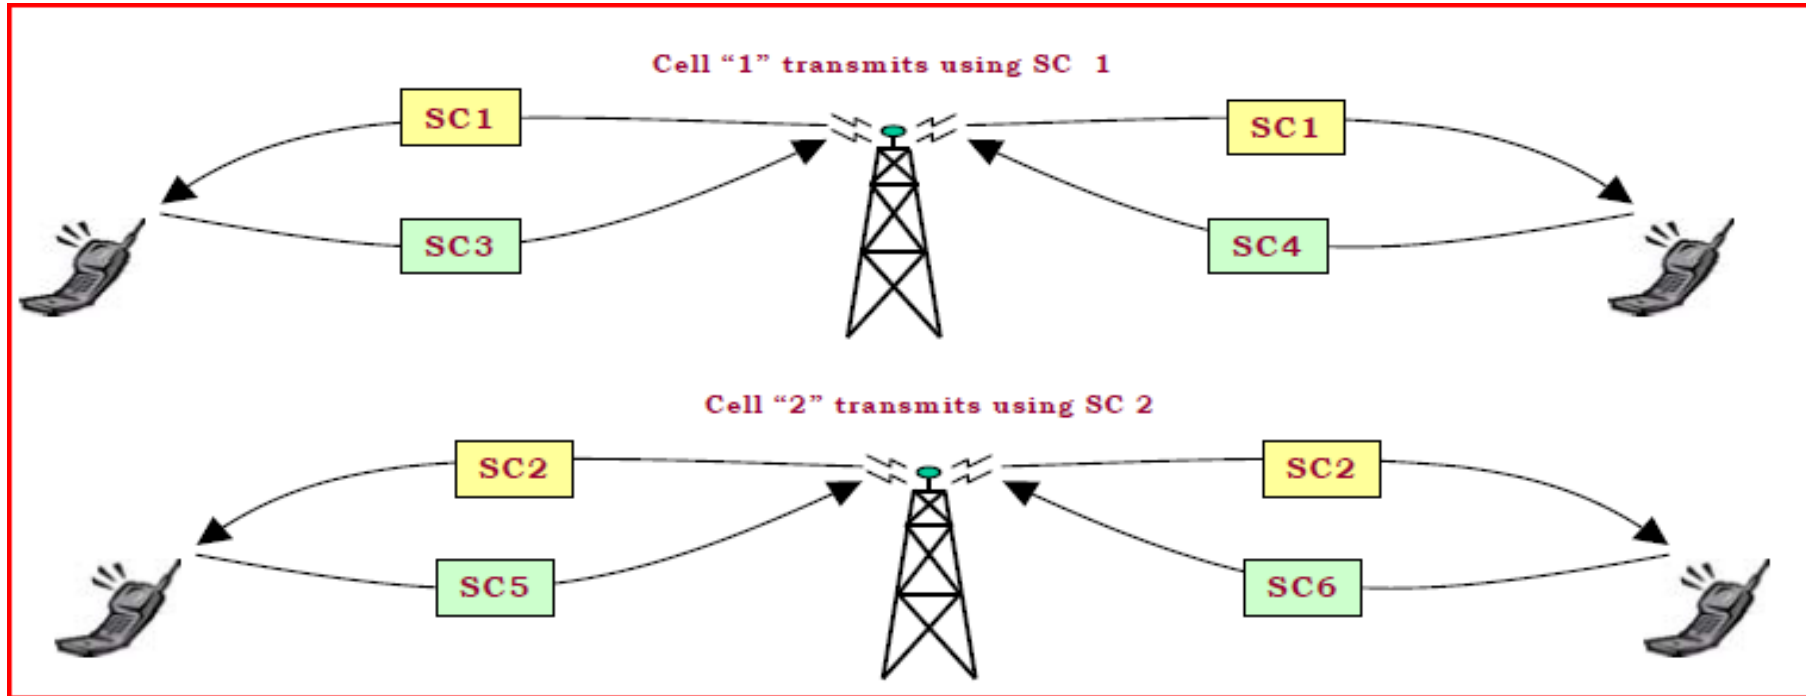 Cell “1” transmits using SC 1
SC1
SC1
SC3
SC4
Cell “2” transmits using SC 2
SC2
SC2
SC5
SC6